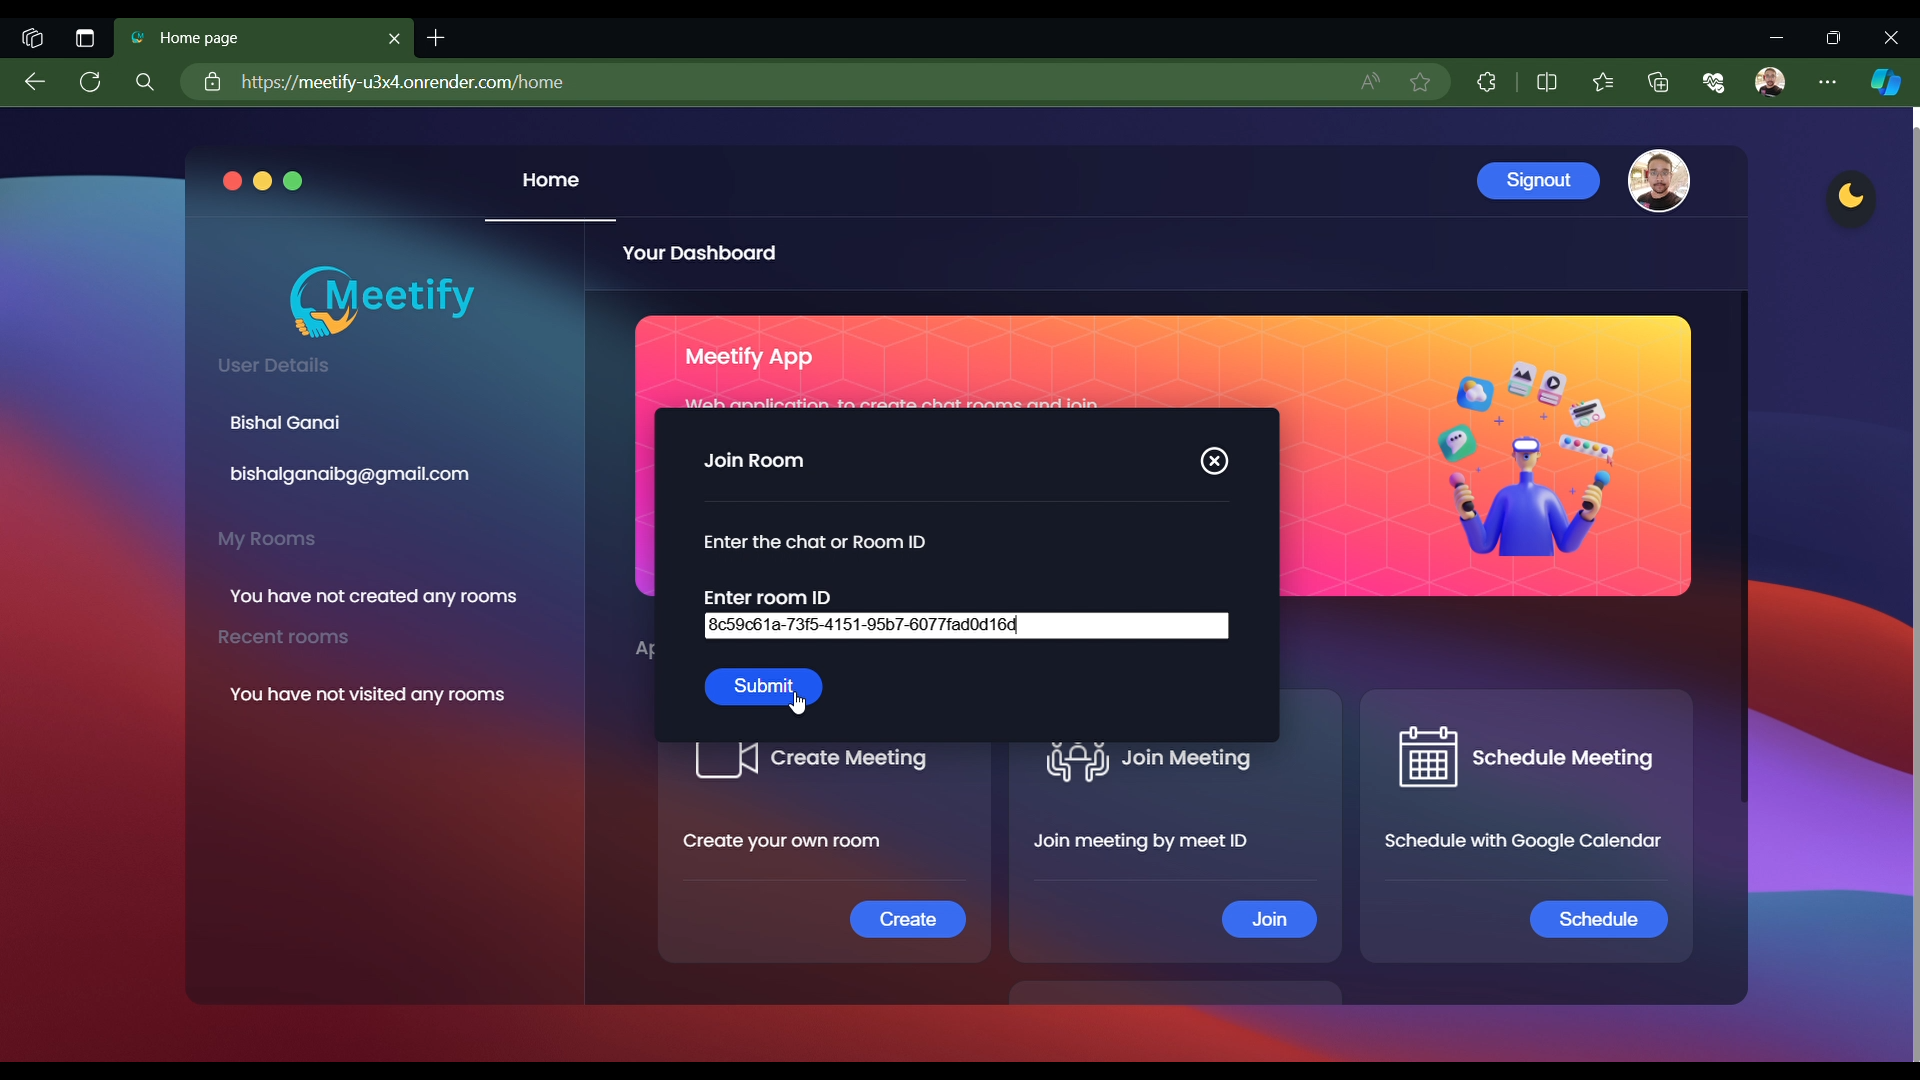 Home page
https://meetify-u3x4.onrender.com/home
Home
Signout
Meetify
User Details
Bishal Ganai
bishalganaibg@gmail.com
My Rooms
You have not created any rooms
Recent rooms
You have not visited any rooms
Your Dashboard
Meetify App
Web application, to create chat rooms and join
Join Room
Enter the chat or Room ID
Enter room ID
8c59c61a-73f5-4151-95b7-6077fad0d16d
Submit
Create Meeting
Create your own room
Create
Join Meeting
Join meeting by meet ID
Join
Schedule Meeting
Schedule with Google Calendar
Schedule